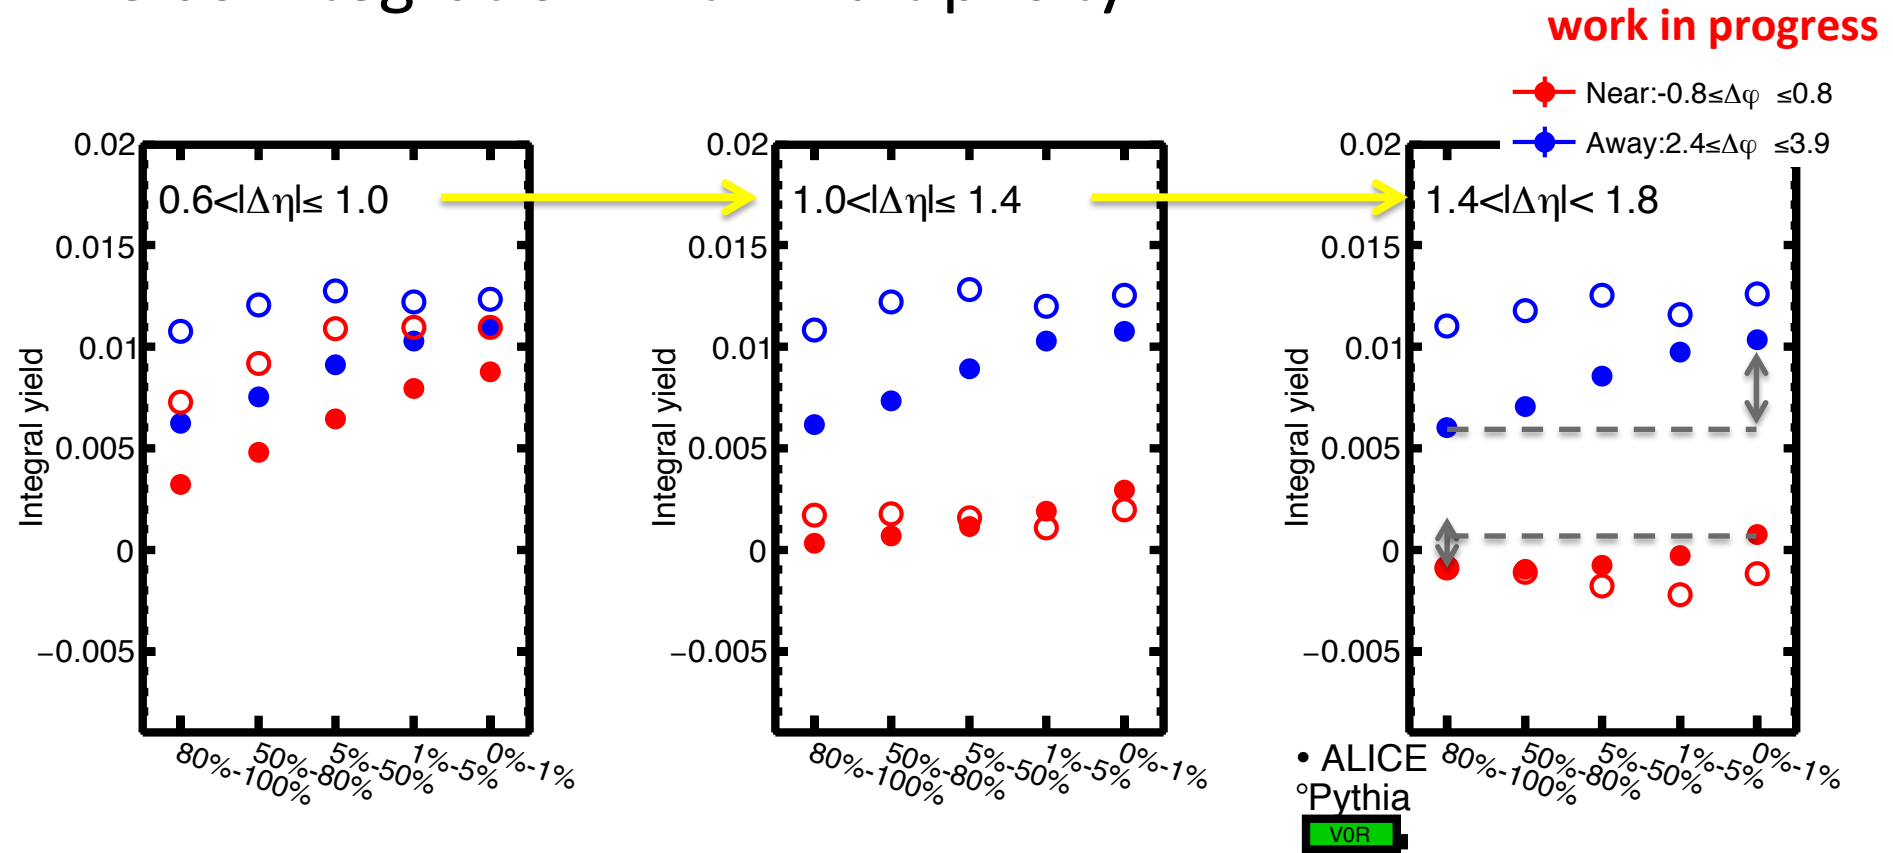 work in progress
Near:-0.8≤Δφ ≤0.8
Away:2.4≤Δφ ≤3.9
0.02
0.015
0.01
0.005
0
−0.005
Integral yield
0.6<|Δη|≤ 1.0
80%-100%
50%-80%
5%-50%
1%-5%
0%-1%
0.02
0.015
0.01
0.005
0
−0.005
Integral yield
1.0<|Δη|≤ 1.4
80%-100%
50%-80%
5%-50%
1%-5%
0%-1%
0.02
0.015
0.01
0.005
0
−0.005
Integral yield
1.4<|Δη|< 1.8
80%-100%
50%-80%
5%-50%
1%-5%
0%-1%
• ALICE
°Pythia
V0R